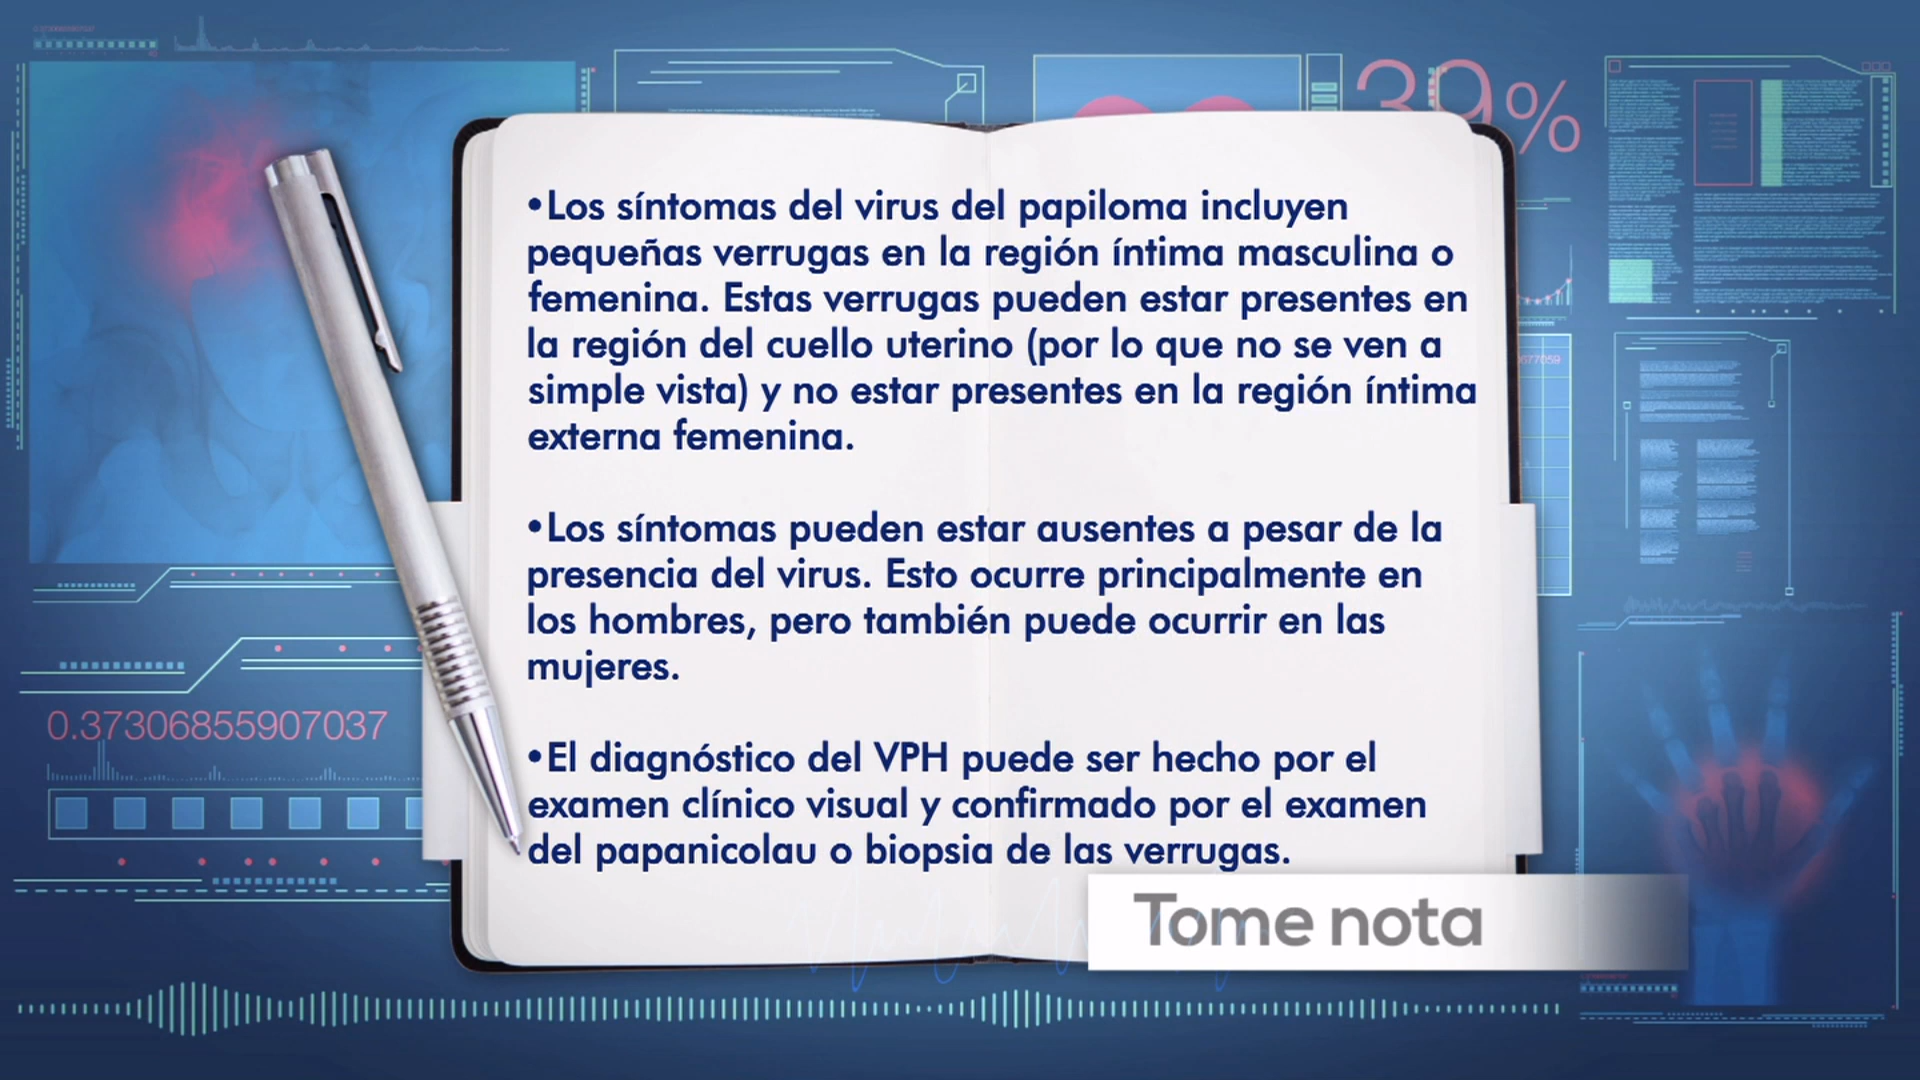 39%
•Los síntomas del virus del papiloma incluyen
pequeñas verrugas en la región íntima masculina o
femenina. Estas verrugas pueden estar presentes en
la región del cuello uterino (por lo que no se ven a
simple vista) y no estar presentes en la región íntima
externa femenina.
•Los síntomas pueden estar ausentes a pesar de la
presencia del virus. Esto ocurre principalmente en
los hombres, pero también puede ocurrir en las
mujeres.
0.37306855907037
•El diagnóstico del VPH puede ser hecho por el
examen clínico visual y confirmado por el examen
del papanicolau o biopsia de las verrugas.
Tome nota